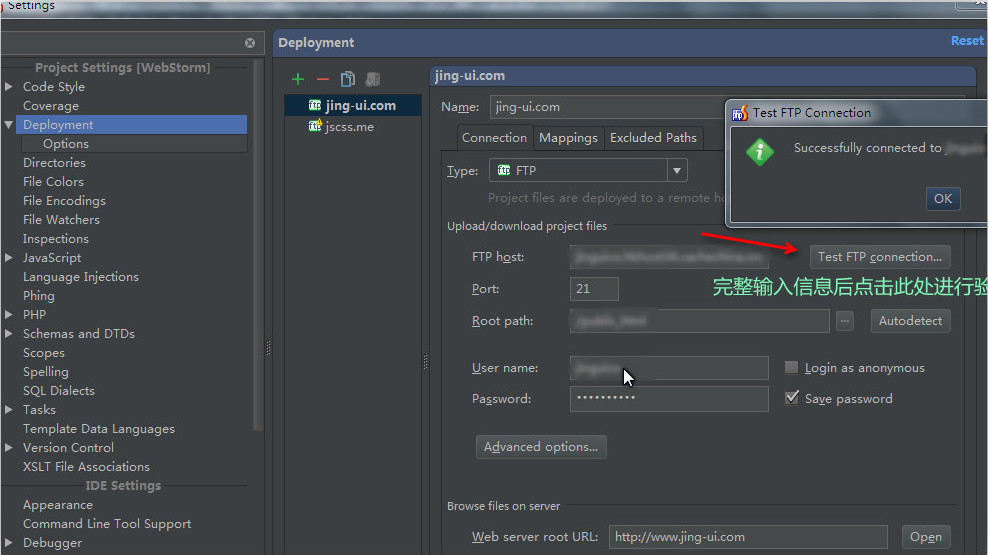 Settings
Deployment
Reset
Project Settings [WebStorm]
Code Style
Coverage
Deployment
Options
Directories
File Colors
File Encodings
File Watchers
Inspections
JavaScript
Language Injections
Phing
PHP
Schemas and DTDs
Scopes
Spelling
SQL Dialects
Tasks
Template Data Languages
Version Control
XSLT File Associations
IDE Settings
Appearance
Command Line Tool Support
Debugger
jing-ui.com
jscss.me
jing-ui.com
Name: jing-ui.com
Connection Mappings Excluded Paths
Type: FTP
Project files are deployed to a remote
Test FTP Connection
Successfully connected to
OK
Upload/download project files
FTP host: Test FTP connection...
完整输入信息后点击此处进行验
Port: 21
Root path: ... Autodetect
User name: Login as anonymous
Password: •••••••••• Save password
Advanced options...
Browse files on server
Web server root URL: http://www.jing-ui.com Open